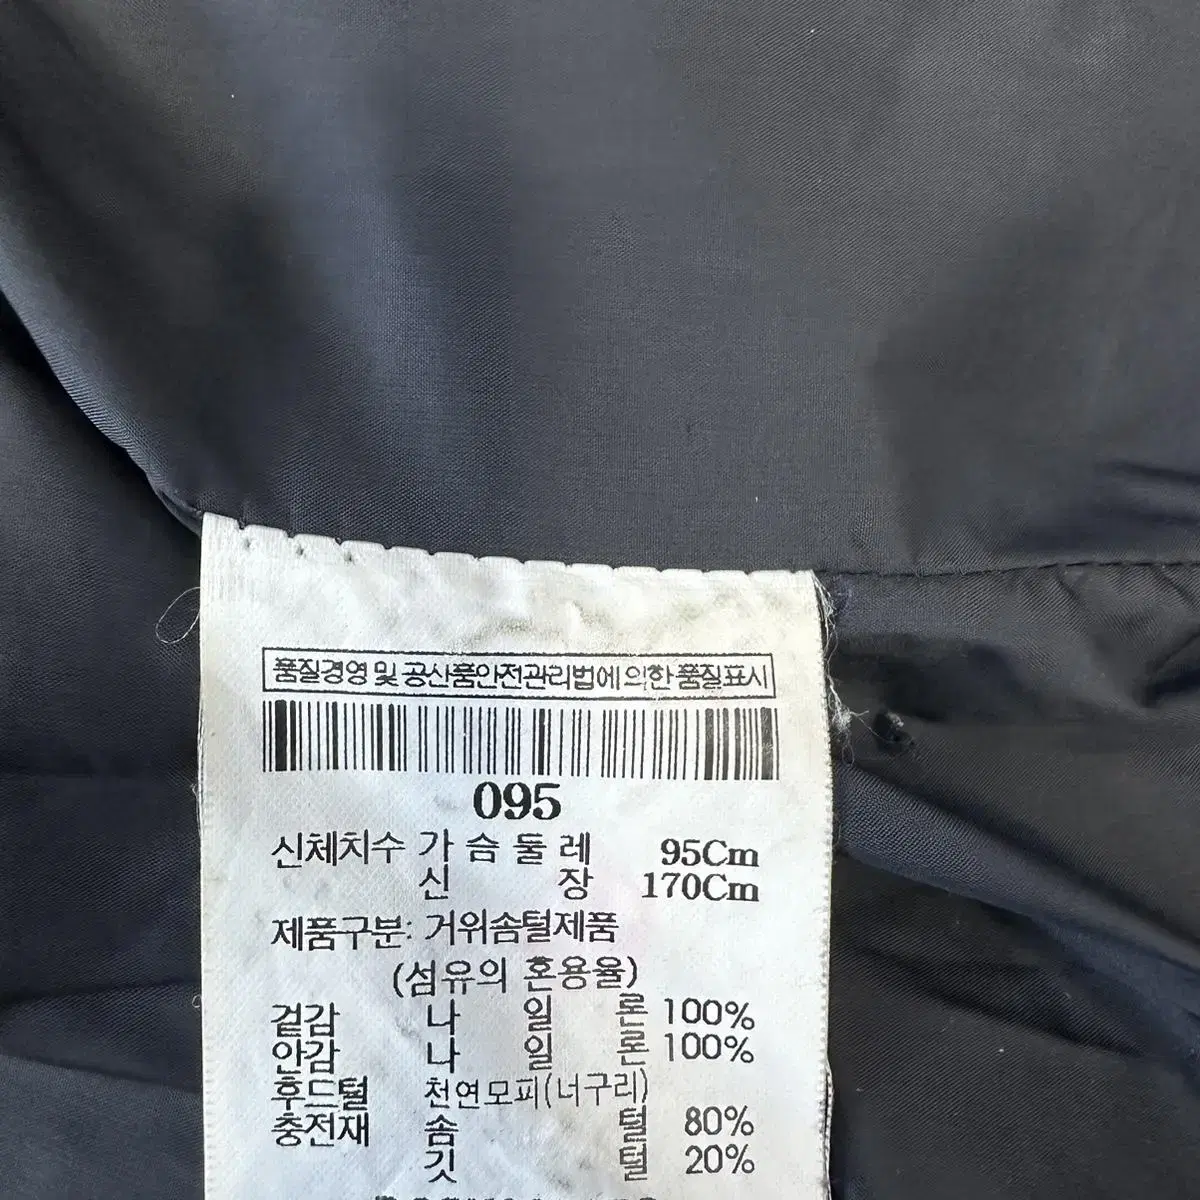 품질경영 및 공산품안전관리법에의한 품질표시
095
신체치수 가 슴 둘 레 95Cm
신 장 170Cm
제품구분: 거위솜털제품
(섬유의 혼용율)
겉감 나 일 론 100%
안감 나 일 론 100%
후드털 천연모피(너구리)
충전재 솜 털 80%
깃 털 20%